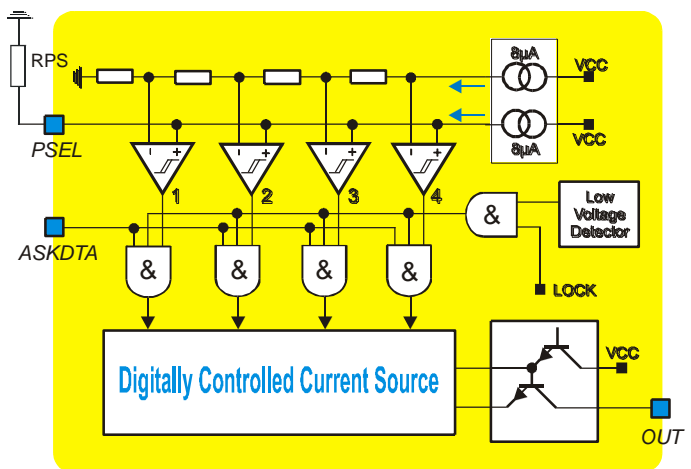 8µA
VCC
RPS
VCC
8µA
PSEL
- +
- +
- +
- +
1
2
3
4
Low
Voltage
Detector
&
ASKDTA
&
&
&
&
LOCK
Digitally Controlled Current Source
VCC
OUT